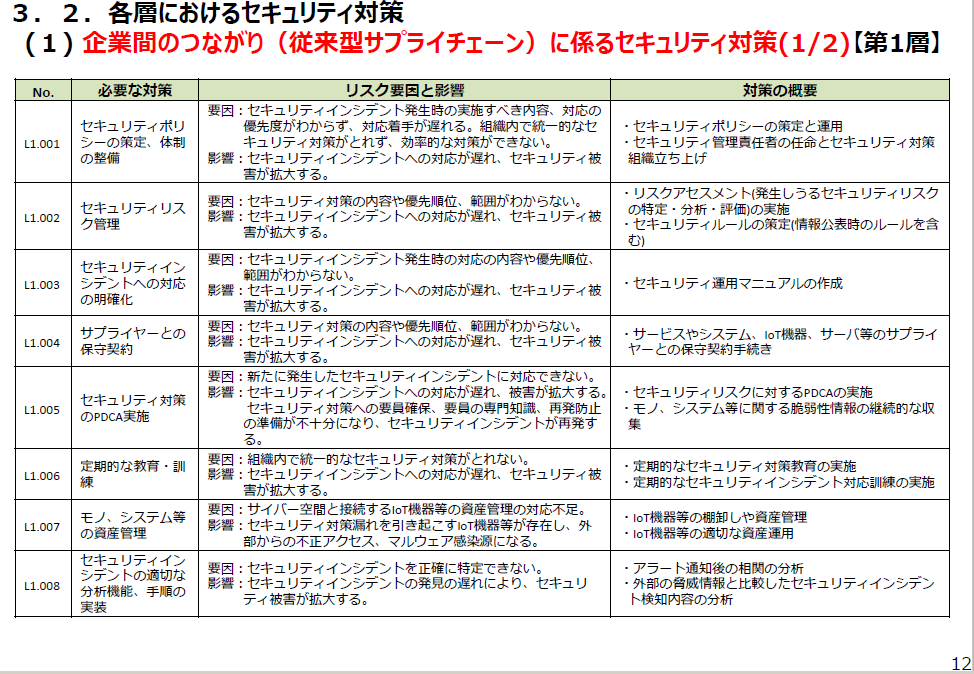 ３．２．各層におけるセキュリティ対策
（１）企業間のつながり（従来型サプライチェーン）に係るセキュリティ対策(1/2)【第1層】
No.
必要な対策
リスク要因と影響
対策の概要
L1.001
セキュリティポリ
シーの策定、体制
の整備
要因：セキュリティインシデント発生時の実施すべき内容、対応の
優先度がわからず、対応着手が遅れる。組織内で統一的なセ
キュリティ対策がとれず、効率的な対策ができない。
影響：セキュリティインシデントへの対応が遅れ、セキュリティ被
害が拡大する。
・セキュリティポリシーの策定と運用
・セキュリティ管理責任者の任命とセキュリティ対策
組織立ち上げ
L1.002
セキュリティリス
ク管理
要因：セキュリティ対策の内容や優先順位、範囲がわからない。
影響：セキュリティインシデントへの対応が遅れ、セキュリティ被
害が拡大する。
・リスクアセスメント(発生しうるセキュリティリスク
の特定・分析・評価)の実施
・セキュリティルールの策定(情報公表時のルールを含
む)
L1.003
セキュリティイン
シデントへの対応
の明確化
要因：セキュリティインシデント発生時の対応の内容や優先順位、
範囲がわからない。
影響：セキュリティインシデントへの対応が遅れ、セキュリティ被
害が拡大する。
・セキュリティ運用マニュアルの作成
L1.004
サプライヤーとの
保守契約
要因：セキュリティ対策の内容や優先順位、範囲がわからない。
影響：セキュリティインシデントへの対応が遅れ、セキュリティ被
害が拡大する。
・サービスやシステム、IoT機器、サーバ等のサプライ
ヤーとの保守契約手続き
L1.005
セキュリティ対策
のPDCA実施
要因：新たに発生したセキュリティインシデントに対応できない。
影響：セキュリティインシデントへの対応が遅れ、被害が拡大する。
セキュリティ対策への要員確保、要員の専門知識、再発防止
の準備が不十分になり、セキュリティインシデントが再発す
る。
・セキュリティリスクに対するPDCAの実施
・モノ、システム等に関する脆弱性情報の継続的な収
集
L1.006
定期的な教育・訓
練
要因：組織内で統一的なセキュリティ対策がとれない。
影響：セキュリティインシデントへの対応が遅れ、セキュリティ被
害が拡大する。
・定期的なセキュリティ対策教育の実施
・定期的なセキュリティインシデント対応訓練の実施
L1.007
モノ、システム等
の資産管理
要因：サイバー空間と接続するIoT機器等の資産管理の対応不足。
影響：セキュリティ対策漏れを引き起こすIoT機器等が存在し、外
部からの不正アクセス、マルウェア感染源になる。
・IoT機器等の棚卸しや資産管理
・IoT機器等の適切な資産運用
L1.008
セキュリティイン
シデントの適切な
分析機能、手順の
実装
要因：セキュリティインシデントを正確に特定できない。
影響：セキュリティインシデントの発見の遅れにより、セキュリ
ティ被害が拡大する。
・アラート通知後の相関の分析
・外部の脅威情報と比較したセキュリティインシデン
ト検知内容の分析
12